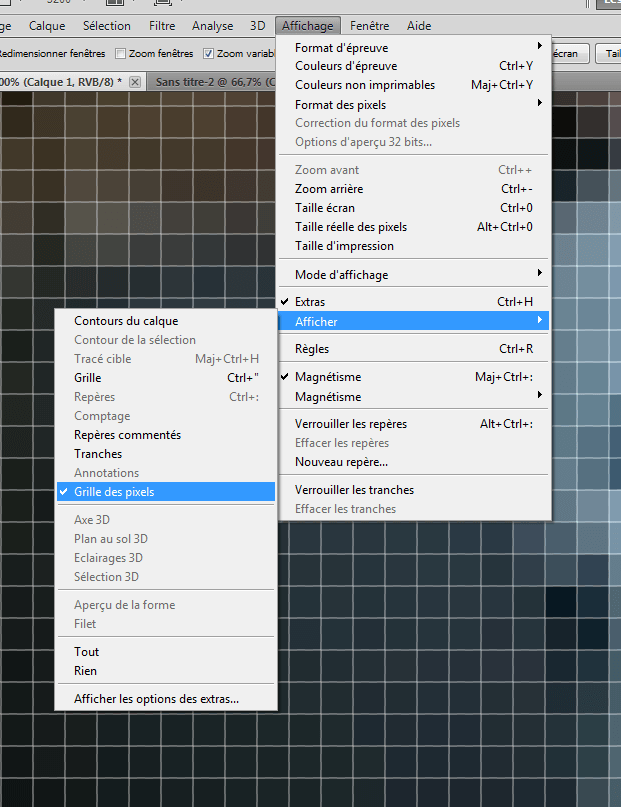 3200
ge Calque Sélection Filtre Analyse 3D Affichage Fenêtre Aide
Redimensionner fenêtres Zoom fenêtres Zoom variabl
écran Tail
00% (Calque 1, RVB/8) * Sans titre-2 @ 66,7% (C
Format d'épreuve
Couleurs d'épreuve Ctrl+Y
Couleurs non imprimables Maj+Ctrl+Y
Format des pixels
Correction du format des pixels
Options d'aperçu 32 bits...
Zoom avant Ctrl++
Zoom arrière Ctrl+-
Taille écran Ctrl+0
Taille réelle des pixels Alt+Ctrl+0
Taille d'impression
Mode d'affichage
Extras Ctrl+H
Afficher
Règles Ctrl+R
Magnétisme Maj+Ctrl+:
Magnétisme
Verrouiller les repères Alt+Ctrl+:
Effacer les repères
Nouveau repère...
Verrouiller les tranches
Effacer les tranches
Contours du calque
Contour de la sélection
Tracé cible Maj+Ctrl+H
Grille Ctrl+"
Repères Ctrl+:
Comptage
Repères commentés
Tranches
Annotations
Grille des pixels
Axe 3D
Plan au sol 3D
Eclairages 3D
Sélection 3D
Aperçu de la forme
Filet
Tout
Rien
Afficher les options des extras...